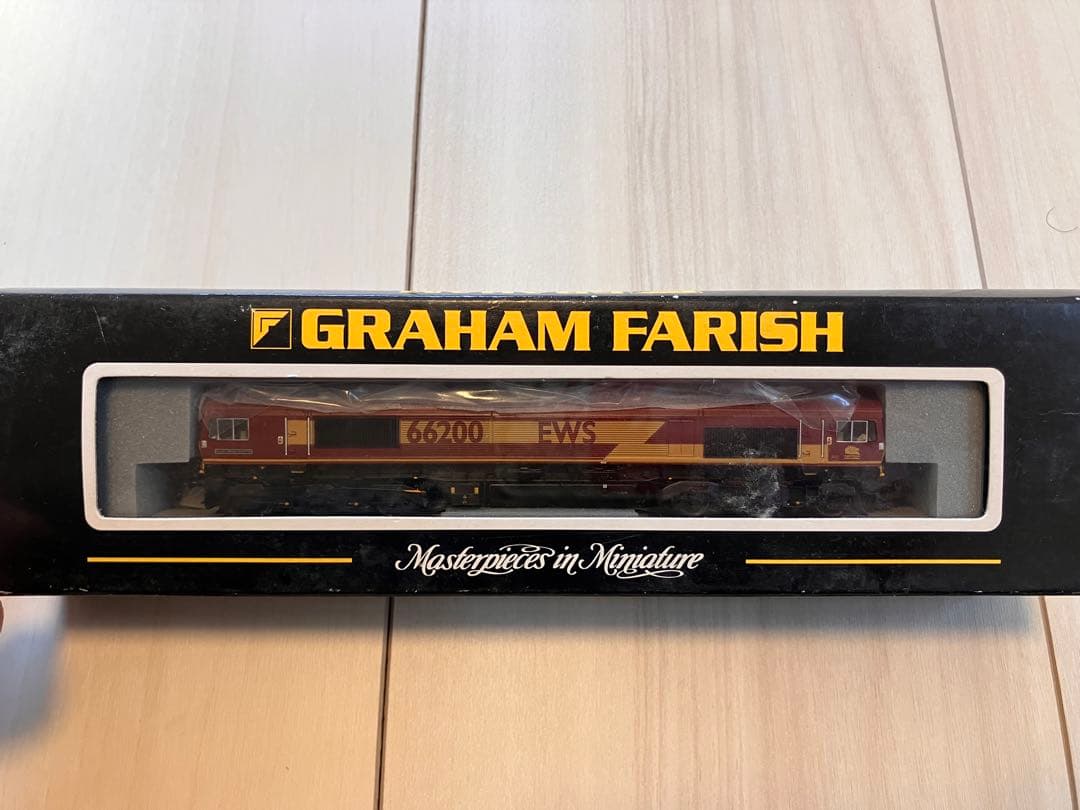 GRAHAM FARISH
66200 EWS
Masterpieces in Miniature